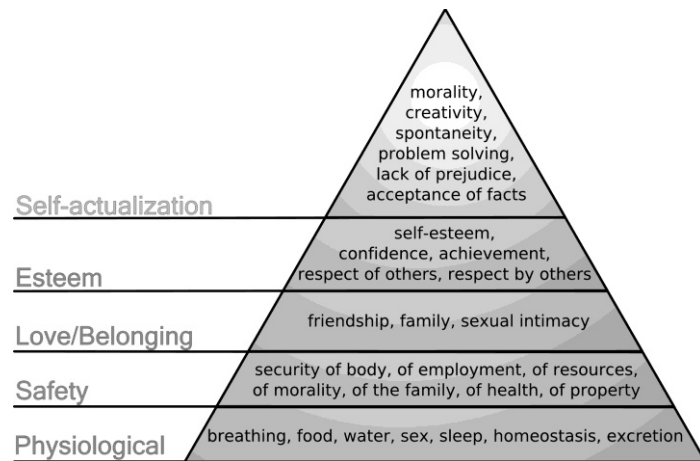 morality,
creativity,
spontaneity,
problem solving,
lack of prejudice,
acceptance of facts
Self-actualization
self-esteem,
confidence, achievement,
respect of others, respect by others
Esteem
friendship, family, sexual intimacy
Love/Belonging
security of body, of employment, of resources,
of morality, of the family, of health, of property
Safety
breathing, food, water, sex, sleep, homeostasis, excretion
Physiological